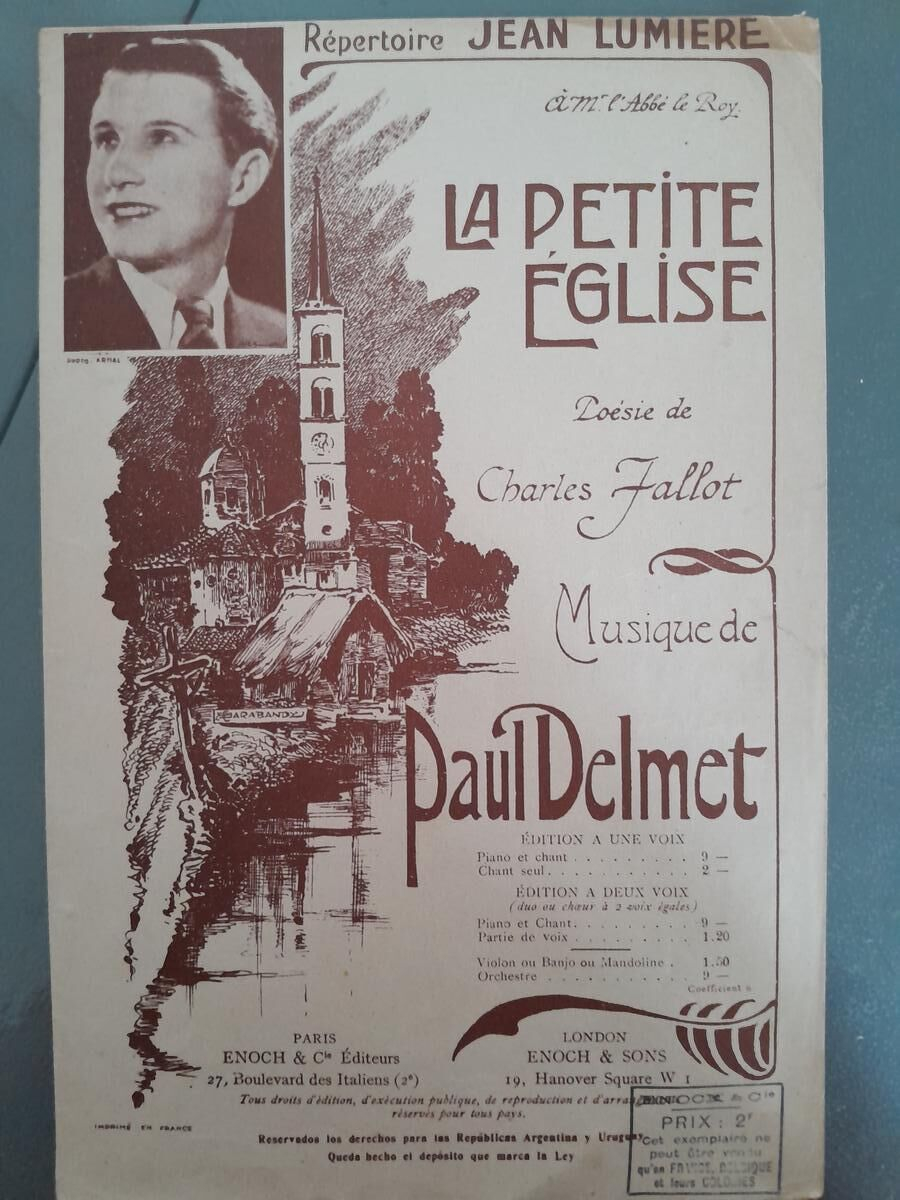 Répertoire JEAN LUMIERE
à Mr. l'Abbé le Roy.
LA PETITE
ÉGLISE
PHOTO. ARMAL
Poésie de
Charles Fallot
Musique de
Paul Delmet
CLÉRICE
ÉDITION A UNE VOIX
Piano et chant . . . . . . . . . 9 —
Chant seul. . . . . . . . . . . 2 —
ÉDITION A DEUX VOIX
(duo ou chœur à 2 voix égales)
Piano et Chant. . . . . . . . . 9 —
Partie de voix . . . . . . . . 1.20
Violon ou Banjo ou Mandoline . 1.50
Orchestre . . . . . . . . . . . 9 —
Coefficient
PARIS
ENOCH & Cie Éditeurs
27, Boulevard des Italiens (2e)
LONDON
ENOCH & SONS
19, Hanover Square W 1
Tous droits d'édition, d'exécution publique, de reproduction et d'arrangements
réservés pour tous pays.
IMPRIMÉ EN FRANCE
Reservados los derechos para las Repúblicas Argentina y Uruguay
Queda hecho el depósito que marca la Ley
ENOCH & Cie
PRIX : 2F
Cet exemplaire ne
peut être vendu
qu'en FRANCE, BELGIQUE
et leurs COLONIES